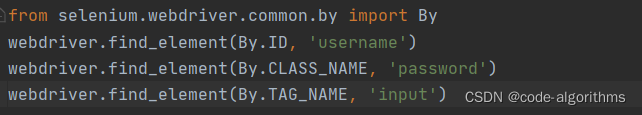 from selenium.webdriver.common.by import By
webdriver.find_element(By.ID, 'username')
webdriver.find_element(By.CLASS_NAME, 'password')
webdriver.find_element(By.TAG_NAME, 'input') CSDN @code-algorithms